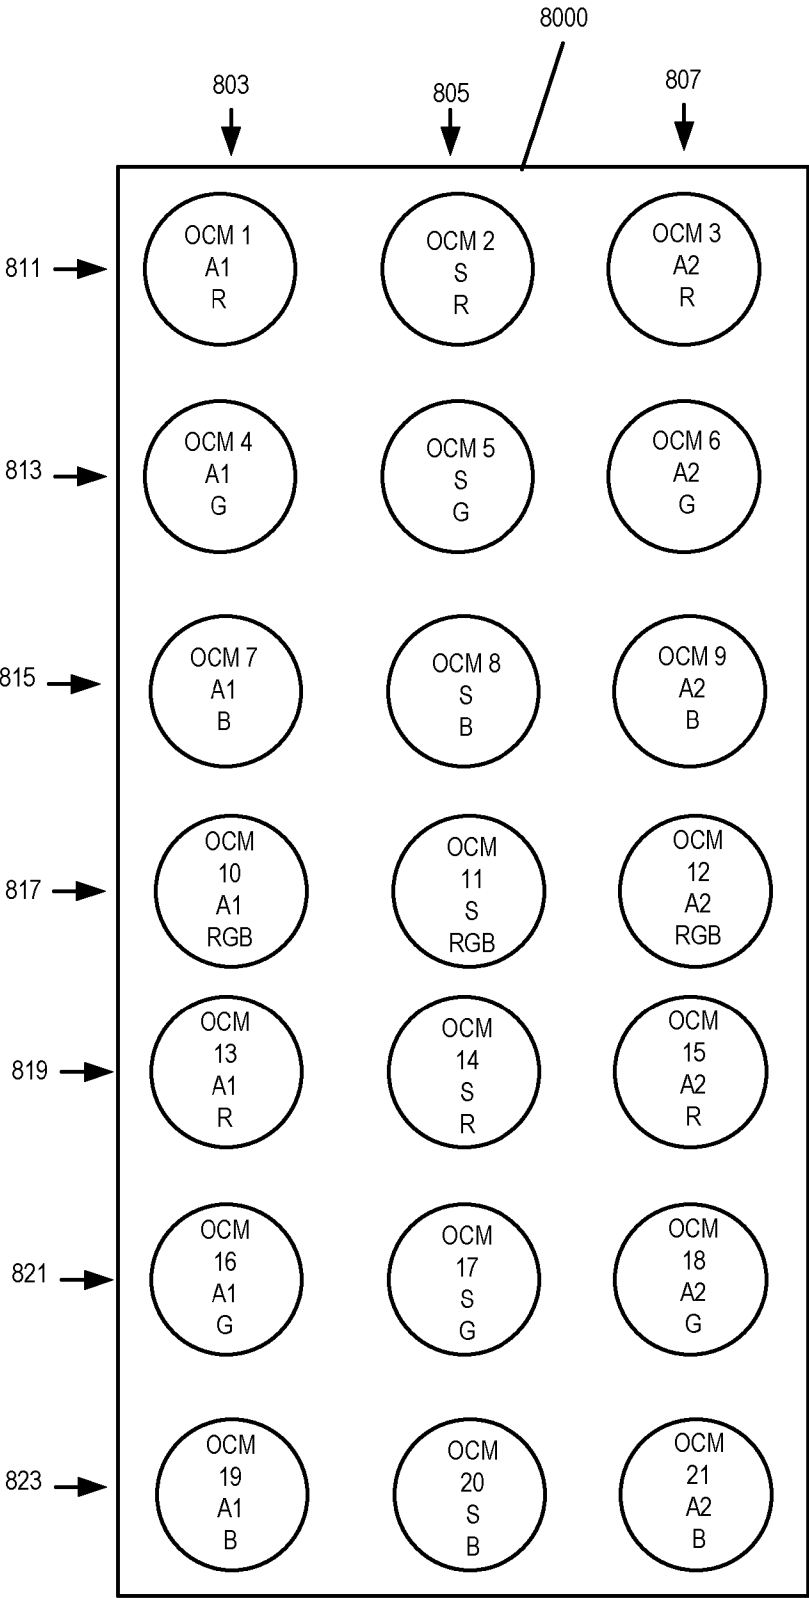 8000
803
805
807
811
OCM 1
A1
R
OCM 2
S
R
OCM 3
A2
R
813
OCM 4
A1
G
OCM 5
S
G
OCM 6
A2
G
815
OCM 7
A1
B
OCM 8
S
B
OCM 9
A2
B
817
OCM
10
A1
RGB
OCM
11
S
RGB
OCM
12
A2
RGB
819
OCM
13
A1
R
OCM
14
S
R
OCM
15
A2
R
821
OCM
16
A1
G
OCM
17
S
G
OCM
18
A2
G
823
OCM
19
A1
B
OCM
20
S
B
OCM
21
A2
B